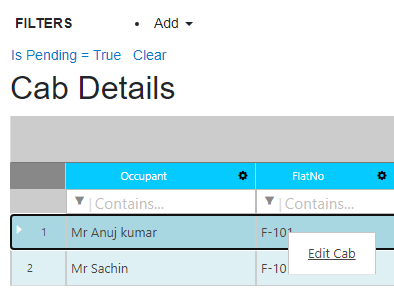 FILTERS • Add
Is Pending = True Clear
Cab Details
Occupant FlatNo
Contains... Contains...
1 Mr Anuj kumar F-101
Edit Cab
2 Mr Sachin F-10